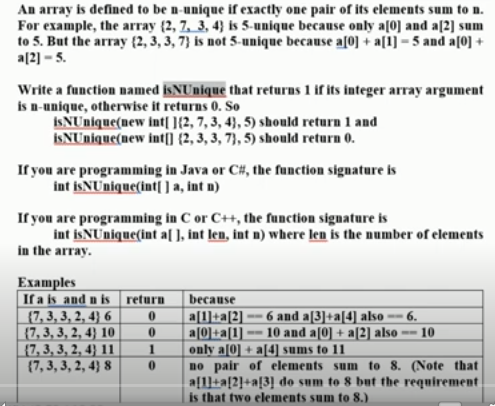 An array is defined to be n-unique if exactly one pair of its elements sum to n.
For example, the array {2, 7, 3, 4} is 5-unique because only a[0] and a[2] sum
to 5. But the array {2, 3, 3, 7} is not 5-unique because a[0] + a[1] = 5 and a[0] +
a[2] = 5.
Write a function named isNUnique that returns 1 if its integer array argument
is n-unique, otherwise it returns 0. So
isNUnique(new int[ ]{2, 7, 3, 4}, 5) should return 1 and
isNUnique(new int[] {2, 3, 3, 7}, 5) should return 0.
If you are programming in Java or C#, the function signature is
int isNUnique(int[ ] a, int n)
If you are programming in C or C++, the function signature is
int isNUnique(int a[ ], int len, int n) where len is the number of elements
in the array.
Examples
If a is and n is return because
{7, 3, 3, 2, 4} 6 0 a[1]+a[2] == 6 and a[3]+a[4] also == 6.
{7, 3, 3, 2, 4} 10 0 a[0]+a[1] == 10 and a[0] + a[2] also == 10
{7, 3, 3, 2, 4} 11 1 only a[0] + a[4] sums to 11
{7, 3, 3, 2, 4} 8 0 no pair of elements sum to 8. (Note that
a[1]+a[2]+a[3] do sum to 8 but the requirement
is that two elements sum to 8.)